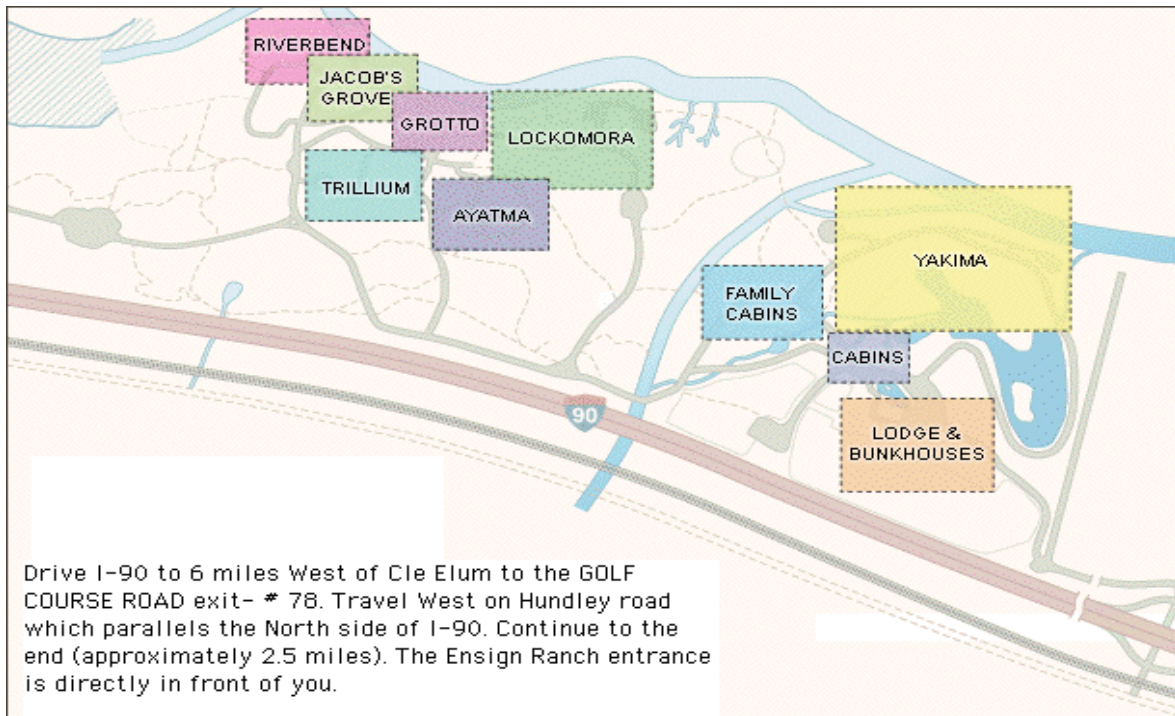 RIVERBEND
JACOB'S
GROVE
GROTTO
LOCKOMORA
TRILLIUM
AYATMA
YAKIMA
FAMILY
CABINS
CABINS
90
LODGE &
BUNKHOUSES
Drive I-90 to 6 miles West of Cle Elum to the GOLF
COURSE ROAD exit- # 78. Travel West on Hundley road
which parallels the North side of I-90. Continue to the
end (approximately 2.5 miles). The Ensign Ranch entrance
is directly in front of you.